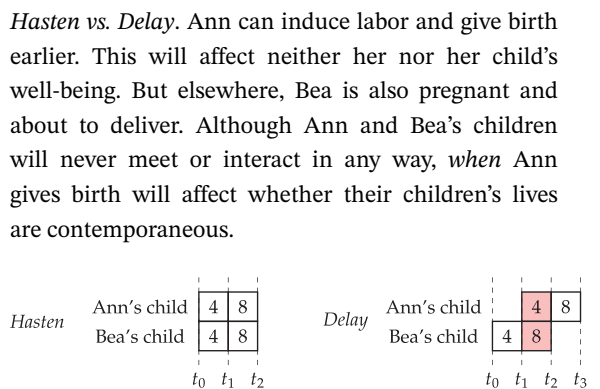 Hasten vs. Delay. Ann can induce labor and give birth
earlier. This will affect neither her nor her child's
well-being. But elsewhere, Bea is also pregnant and
about to deliver. Although Ann and Bea's children
will never meet or interact in any way, when Ann
gives birth will affect whether their children's lives
are contemporaneous.
Hasten
Ann's child 4 8
Bea's child 4 8
t0 t1 t2
Delay
Ann's child 4 8
Bea's child 4 8
t0 t1 t2 t3